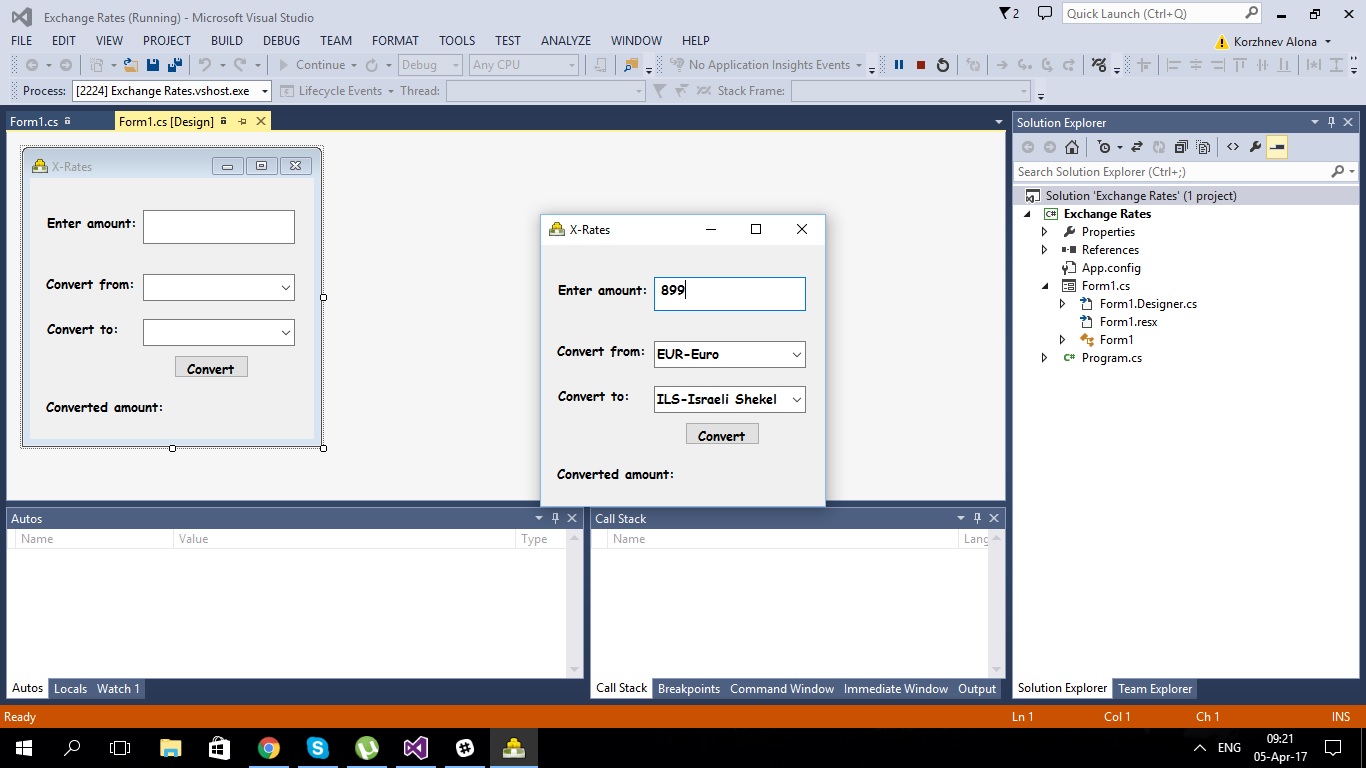 Exchange Rates (Running) - Microsoft Visual Studio
2
Quick Launch (Ctrl+Q)
FILE EDIT VIEW PROJECT BUILD DEBUG TEAM FORMAT TOOLS TEST ANALYZE WINDOW HELP
Korzhnev Alona
Continue Debug Any CPU No Application Insights Events
Process: [2224] Exchange Rates.vshost.exe Lifecycle Events Thread: Stack Frame:
Form1.cs Form1.cs [Design]
X-Rates
Enter amount:
Convert from:
Convert to:
Convert
Converted amount:
X-Rates
Enter amount: 899
Convert from: EUR-Euro
Convert to: ILS-Israeli Shekel
Convert
Converted amount:
Solution Explorer
Search Solution Explorer (Ctrl+;)
Solution 'Exchange Rates' (1 project)
C# Exchange Rates
Properties
References
App.config
Form1.cs
Form1.Designer.cs
Form1.resx
Form1
C# Program.cs
Autos
Name Value Type
Autos Locals Watch 1
Call Stack
Name Lang
Call Stack Breakpoints Command Window Immediate Window Output
Solution Explorer Team Explorer
Ready Ln 1 Col 1 Ch 1 INS
ENG 09:21
05-Apr-17